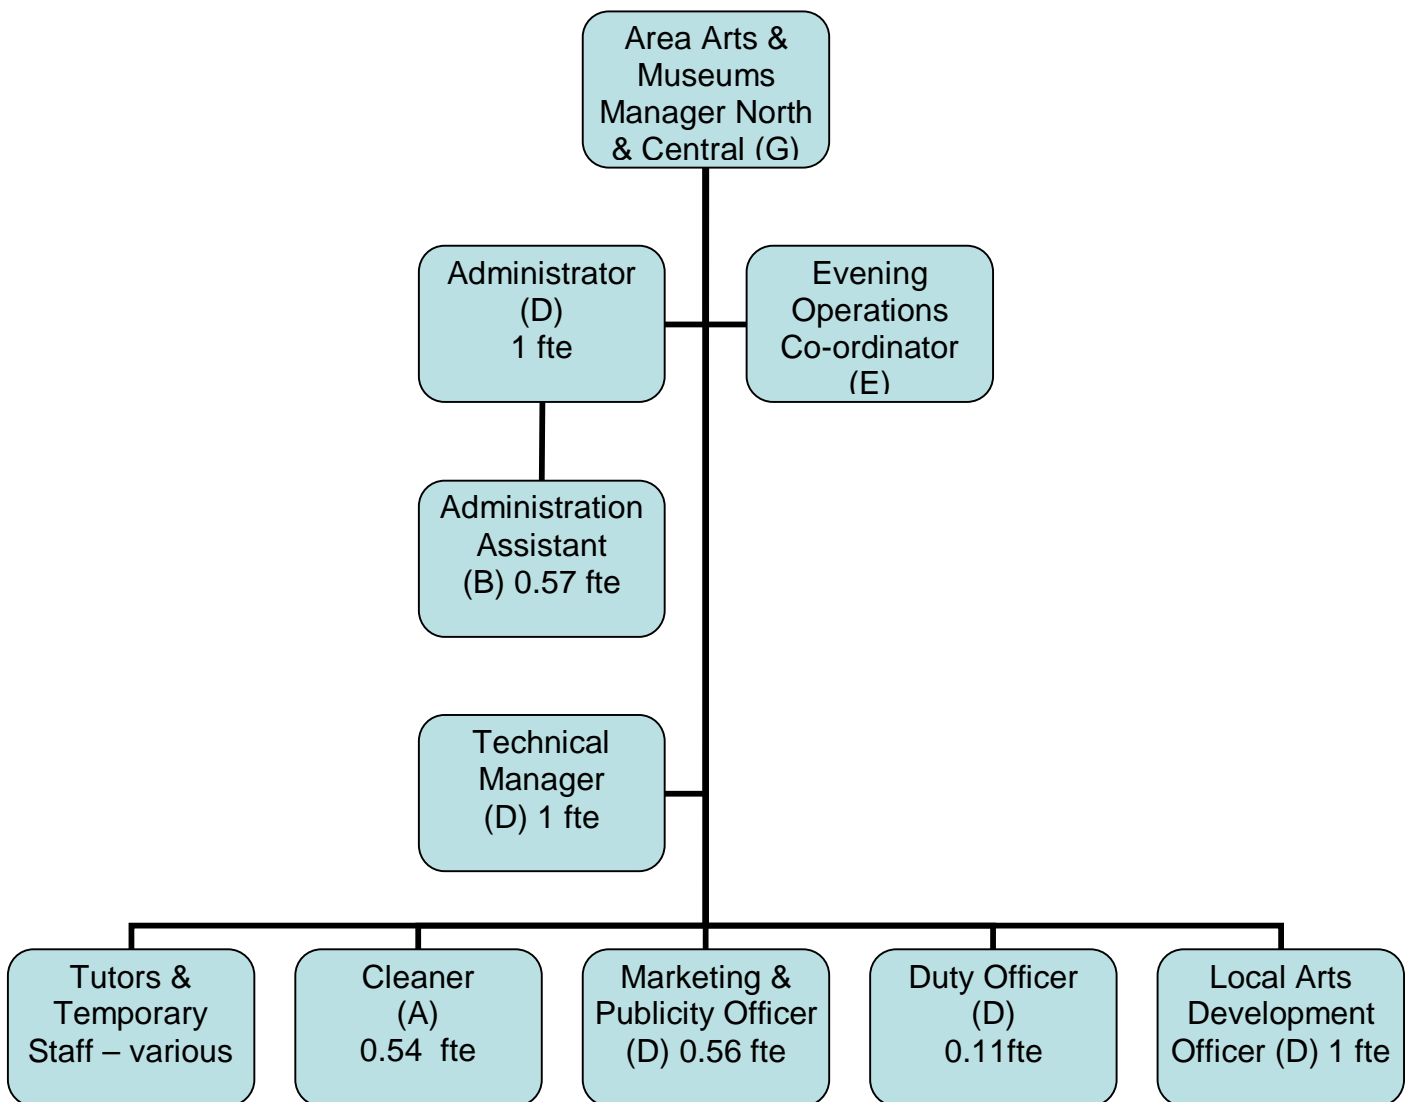 Area Arts &
Museums
Manager North
& Central (G)
Administrator
(D)
1 fte
Evening
Operations
Co-ordinator
(E)
Administration
Assistant
(B) 0.57 fte
Technical
Manager
(D) 1 fte
Tutors &
Temporary
Staff – various
Cleaner
(A)
0.54 fte
Marketing &
Publicity Officer
(D) 0.56 fte
Duty Officer
(D)
0.11fte
Local Arts
Development
Officer (D) 1 fte